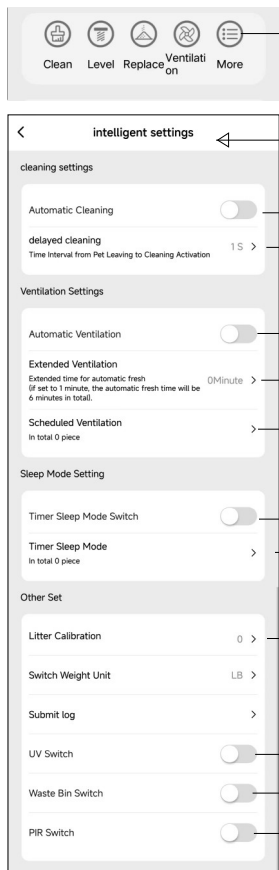 Clean Level Replace Ventilati
on More
intelligent settings
cleaning settings
Automatic Cleaning
delayed cleaning
Time Interval from Pet Leaving to Cleaning Activation
1 S
Ventilation Settings
Automatic Ventilation
Extended Ventilation
Extended time for automatic fresh
(if set to 1 minute, the automatic fresh time will be
6 minutes in total).
0Minute
Scheduled Ventilation
In total 0 piece
Sleep Mode Setting
Timer Sleep Mode Switch
Timer Sleep Mode
In total 0 piece
Other Set
Litter Calibration 0
Switch Weight Unit LB
Submit log
UV Switch
Waste Bin Switch
PIR Switch